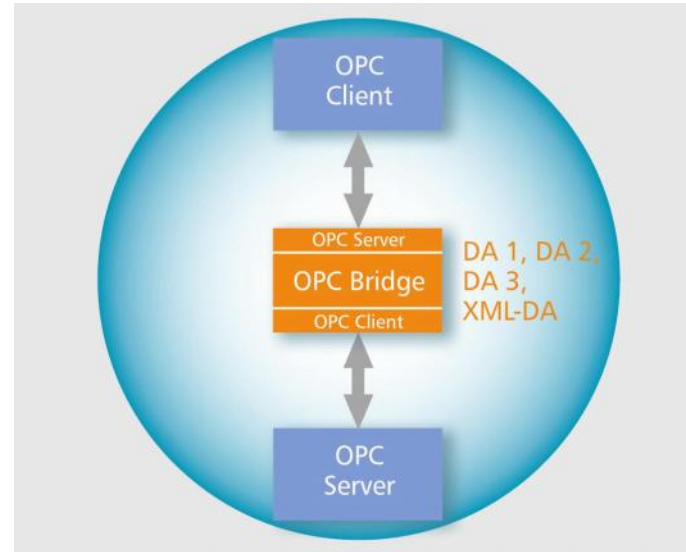 OPC
Client
OPC Server
OPC Bridge
OPC Client
DA 1, DA 2,
DA 3,
XML-DA
OPC
Server